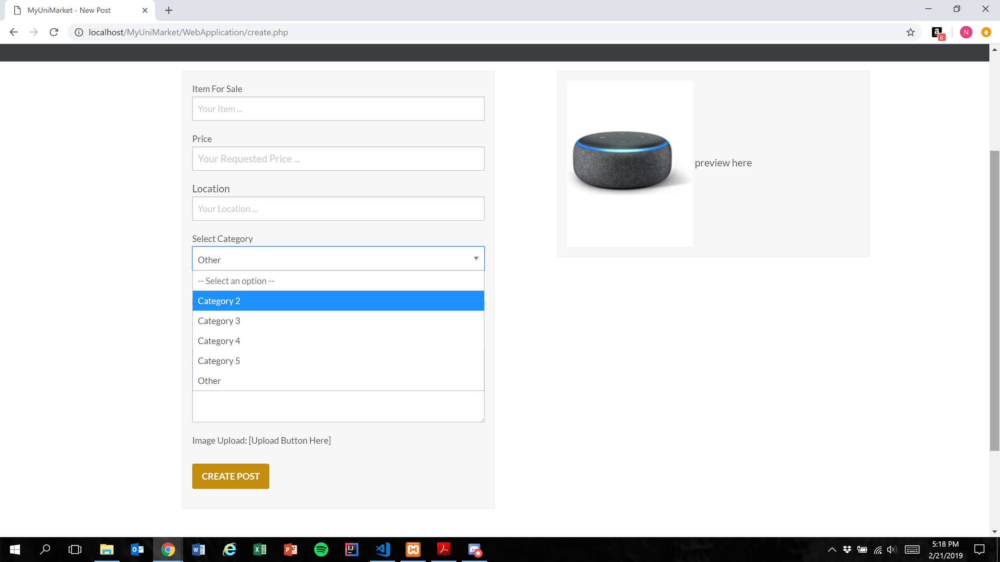 MyUniMarket - New Post
localhost/MyUniMarket/WebApplication/create.php
a
8
N
Item For Sale
Your Item ...
Price
Your Requested Price ...
Location
Your Location ...
Select Category
Other
-- Select an option --
Category 2
Category 3
Category 4
Category 5
Other
Image Upload: [Upload Button Here]
CREATE POST
preview here
5:18 PM
2/21/2019